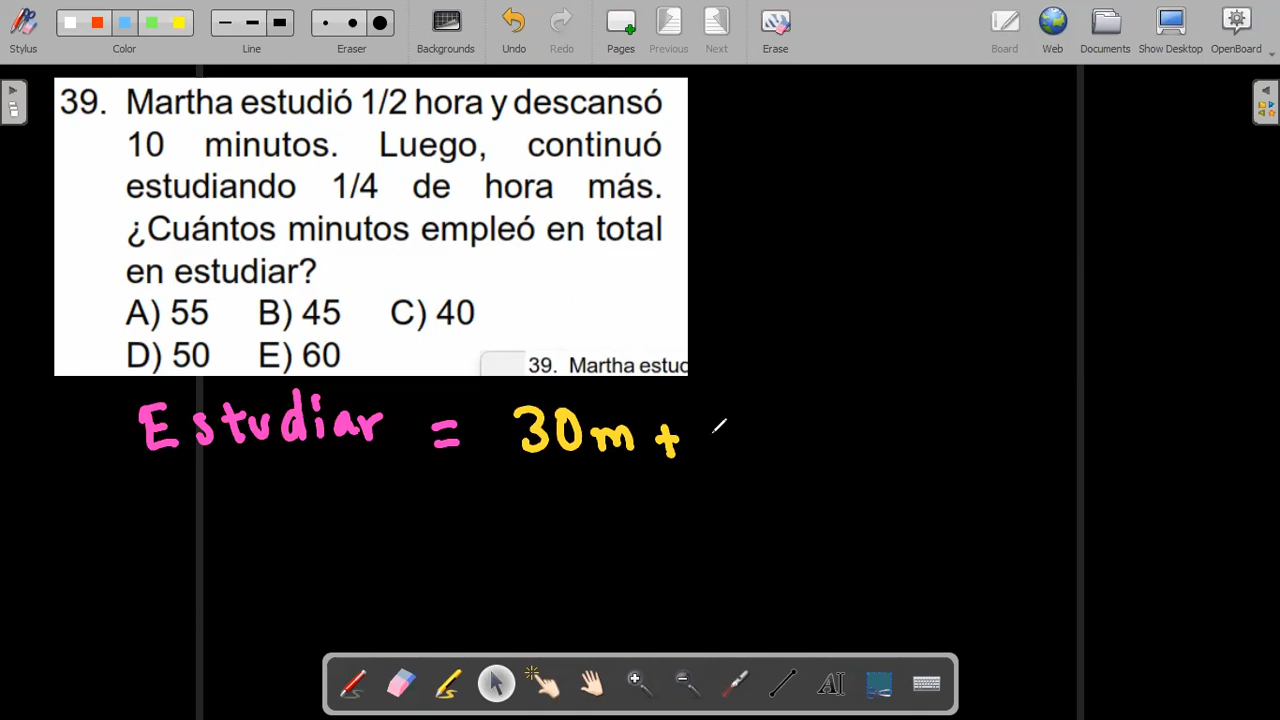 Stylus Color Line Eraser Backgrounds Undo Redo Pages Previous Next Erase Board Web Documents Show Desktop OpenBoard
39. Martha estudió 1/2 hora y descansó
10 minutos. Luego, continuó
estudiando 1/4 de hora más.
¿Cuántos minutos empleó en total
en estudiar?
A) 55 B) 45 C) 40
D) 50 E) 60
39. Martha estuc
Estudiar = 30m +